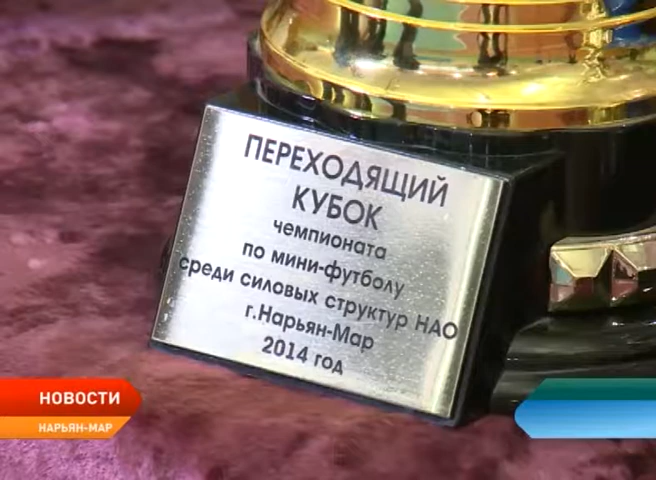 ПЕРЕХОДЯЩИЙ
КУБОК
чемпионата
по мини-футболу
среди силовых структур НАО
г.Нарьян-Мар
2014 год
НОВОСТИ
НАРЬЯН-МАР